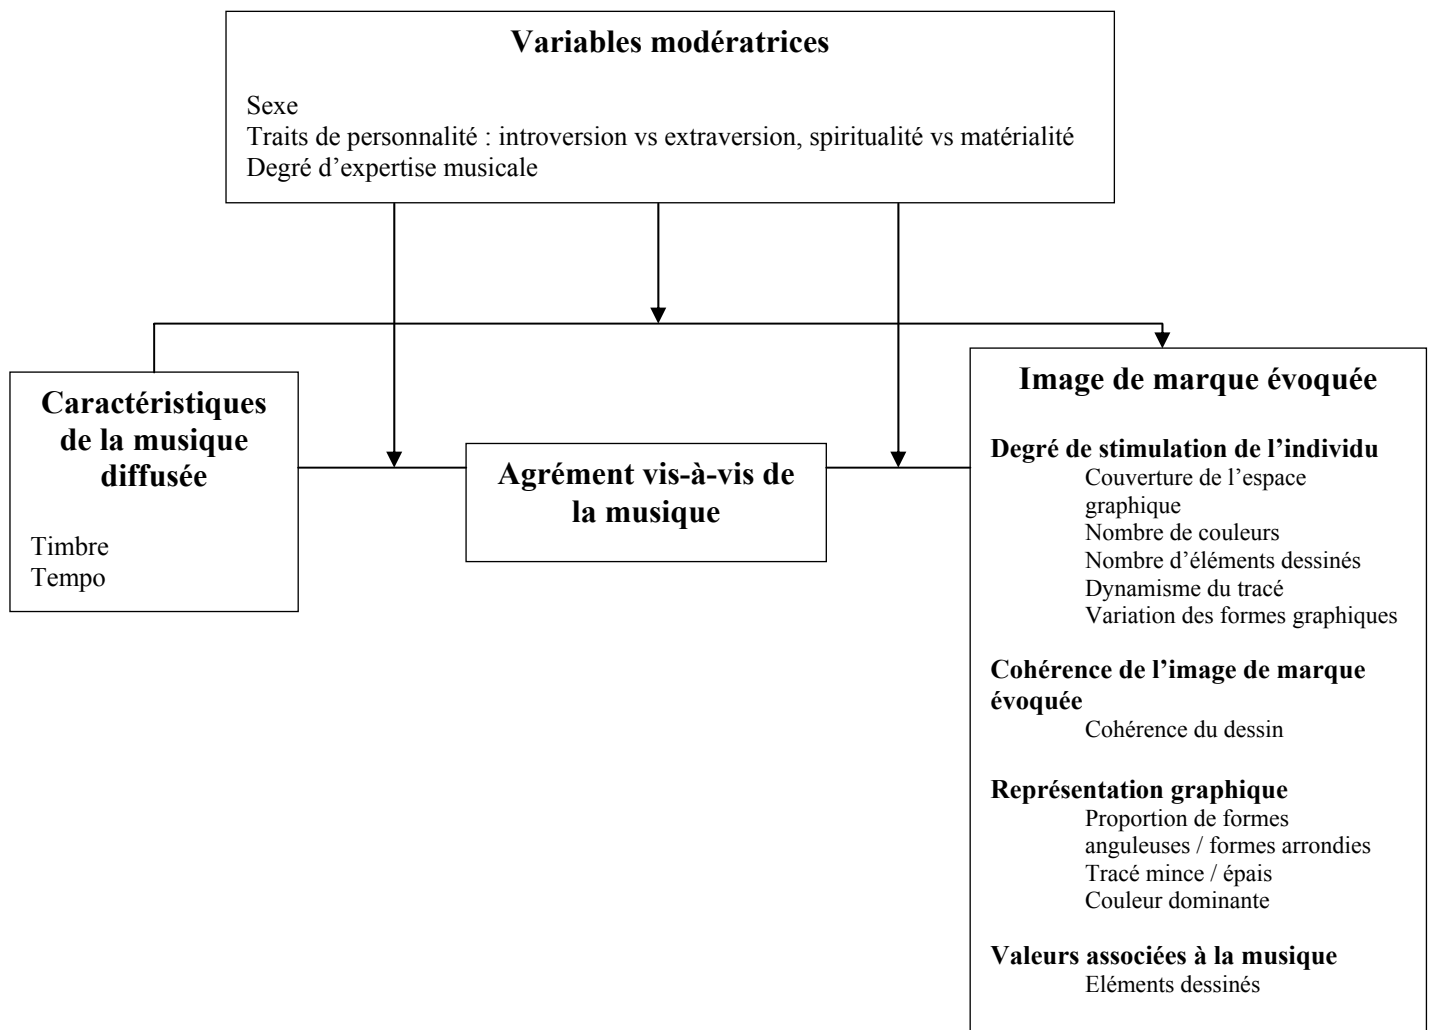 Variables modératrices
Sexe
Traits de personnalité : introversion vs extraversion, spiritualité vs matérialité
Degré d’expertise musicale
Caractéristiques
de la musique
diffusée
Timbre
Tempo
Agrément vis-à-vis de
la musique
Image de marque évoquée
Degré de stimulation de l’individu
Couverture de l’espace
graphique
Nombre de couleurs
Nombre d’éléments dessinés
Dynamisme du tracé
Variation des formes graphiques
Cohérence de l’image de marque
évoquée
Cohérence du dessin
Représentation graphique
Proportion de formes
anguleuses / formes arrondies
Tracé mince / épais
Couleur dominante
Valeurs associées à la musique
Eléments dessinés